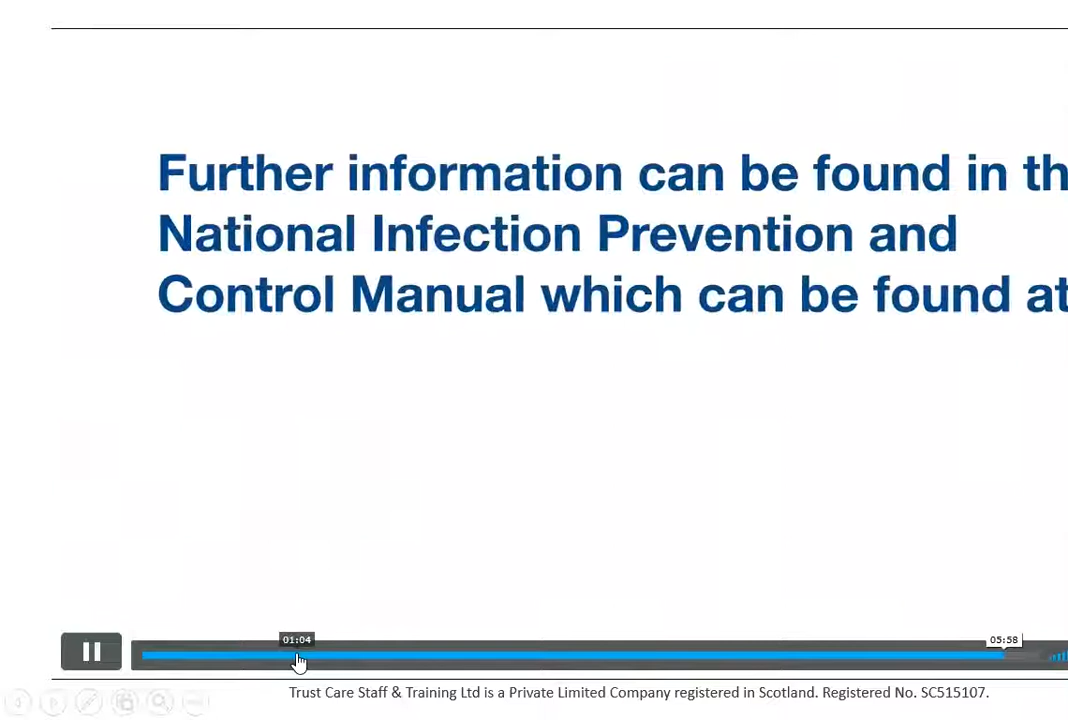 Further information can be found in th
National Infection Prevention and
Control Manual which can be found at
01:04
05:58
Trust Care Staff & Training Ltd is a Private Limited Company registered in Scotland. Registered No. SC515107.